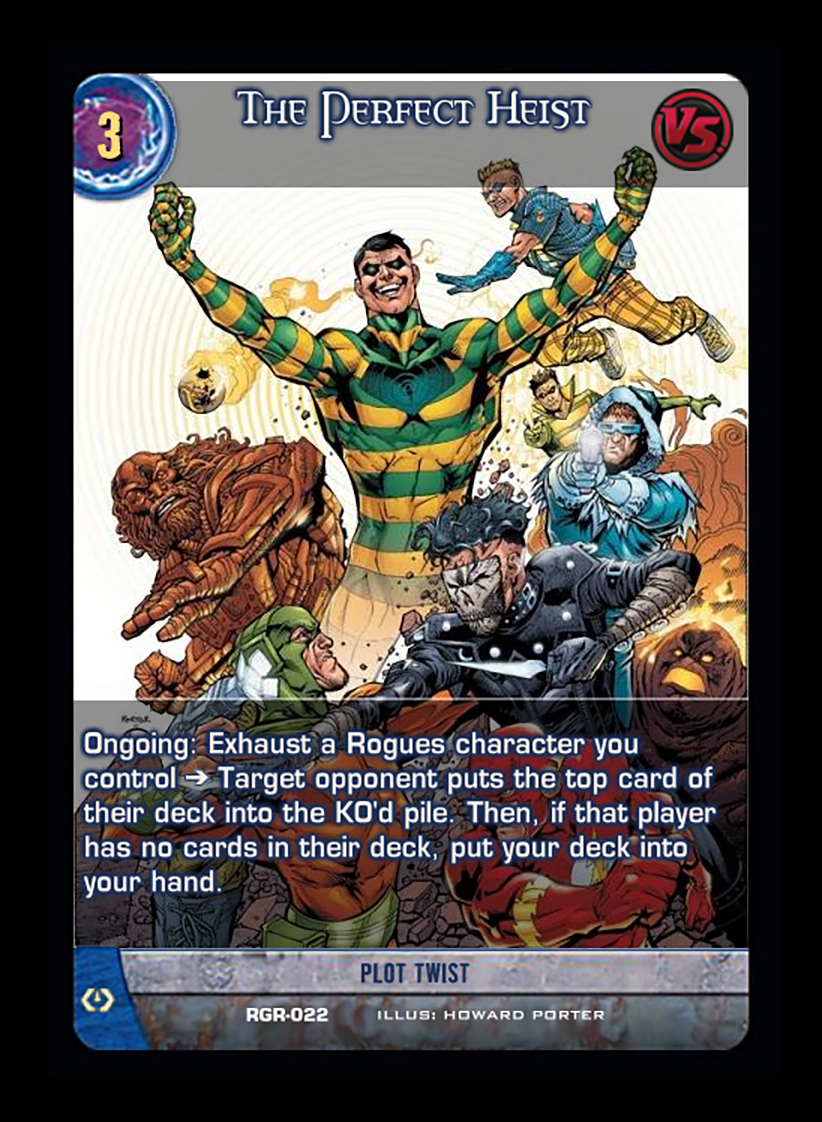 3
The Perfect Heist
VS.
Ongoing: Exhaust a Rogues character you
control ➔ Target opponent puts the top card of
their deck into the KO'd pile. Then, if that player
has no cards in their deck, put your deck into
your hand.
PLOT TWIST
RGR-022 ILLUS: HOWARD PORTER